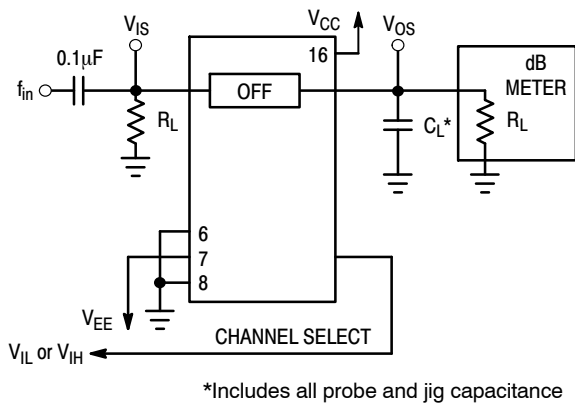 V_IS
V_CC
V_OS
0.1μF
16
dB
METER
f_in
OFF
R_L
C_L*
R_L
6
7
8
V_EE
CHANNEL SELECT
V_IL or V_IH
*Includes all probe and jig capacitance